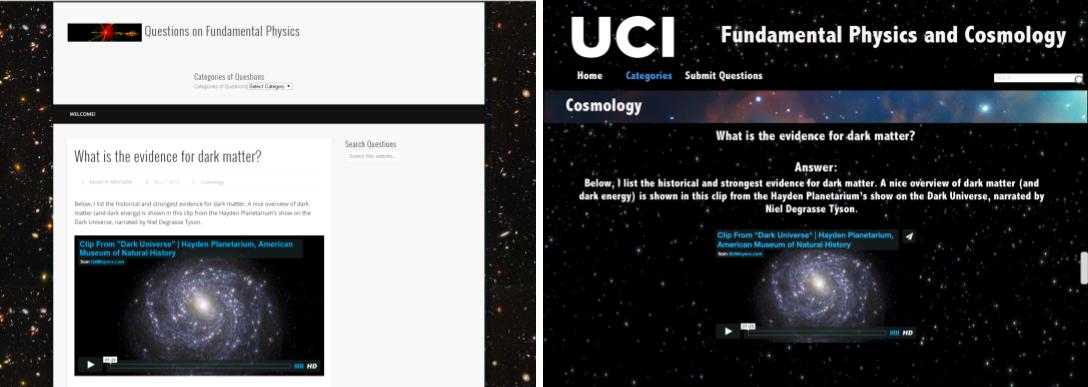 Questions on Fundamental Physics
Categories of Questions
Categories of Questions Select Category
WELCOME!
What is the evidence for dark matter?
May 7, 2014 Cosmology
Below, I list the historical and strongest evidence for dark matter. A nice overview of dark
matter (and dark energy) is shown in this clip from the Hayden Planetarium's show on the
Dark Universe, narrated by Niel Degrasse Tyson.
Clip From "Dark Universe" | Hayden Planetarium, American
Museum of Natural History
from BillMoyers.com
HD
Search Questions
Search this website...
UCI
Fundamental Physics and Cosmology
Home Categories Submit Questions
Cosmology
What is the evidence for dark matter?
Answer:
Below, I list the historical and strongest evidence for dark matter. A nice overview of dark matter (and
dark energy) is shown in this clip from the Hayden Planetarium's show on the Dark Universe, narrated by
Niel Degrasse Tyson.
Clip From "Dark Universe" | Hayden Planetarium,
American Museum of Natural History
from BillMoyers.com
HD